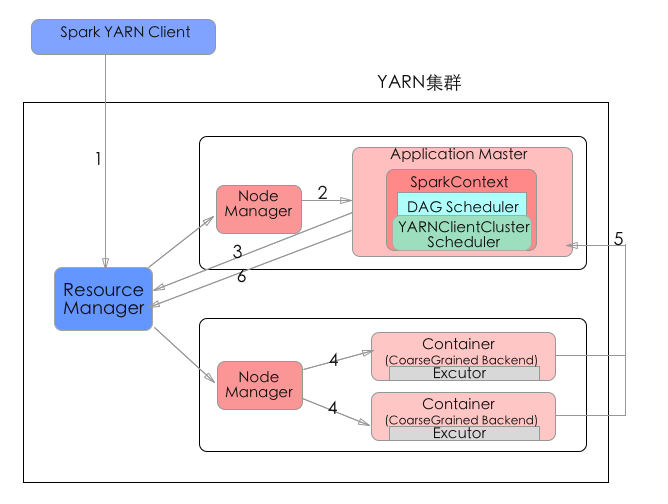 Spark YARN Client
YARN集群
1
Application Master
SparkContext
DAG Scheduler
YARNClientCluster
Scheduler
Node
Manager
2
3
6
5
Resource
Manager
Container
(CoarseGrained Backend)
Excutor
4
Node
Manager
4
Container
(CoarseGrained Backend)
Excutor